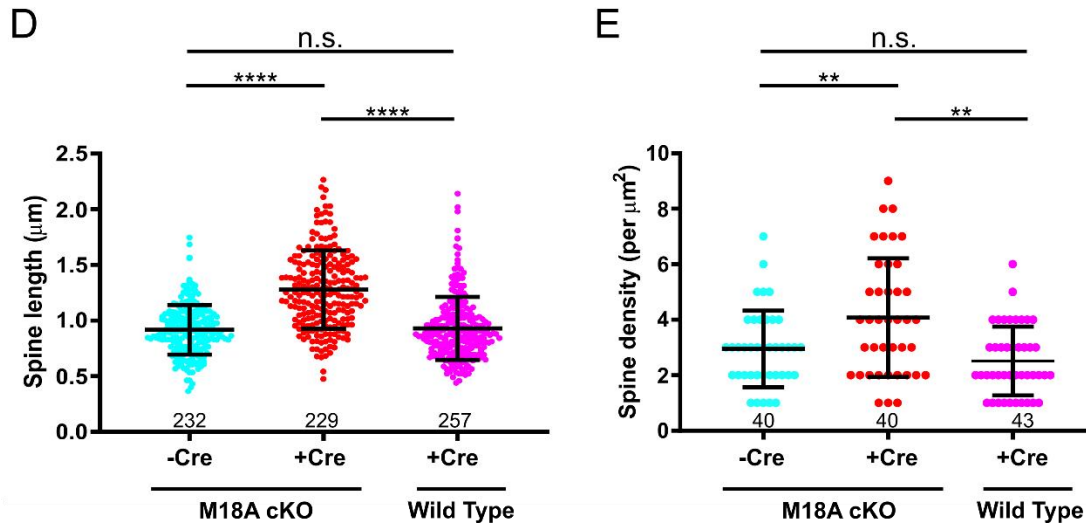 D
n.s.
****
****
Spine length (μm)
2.5
2.0
1.5
1.0
0.5
0.0
232 229 257
-Cre +Cre +Cre
M18A cKO Wild Type
E
n.s.
**
**
Spine density (per μm²)
10
8
6
4
2
0
40 40 43
-Cre +Cre +Cre
M18A cKO Wild Type